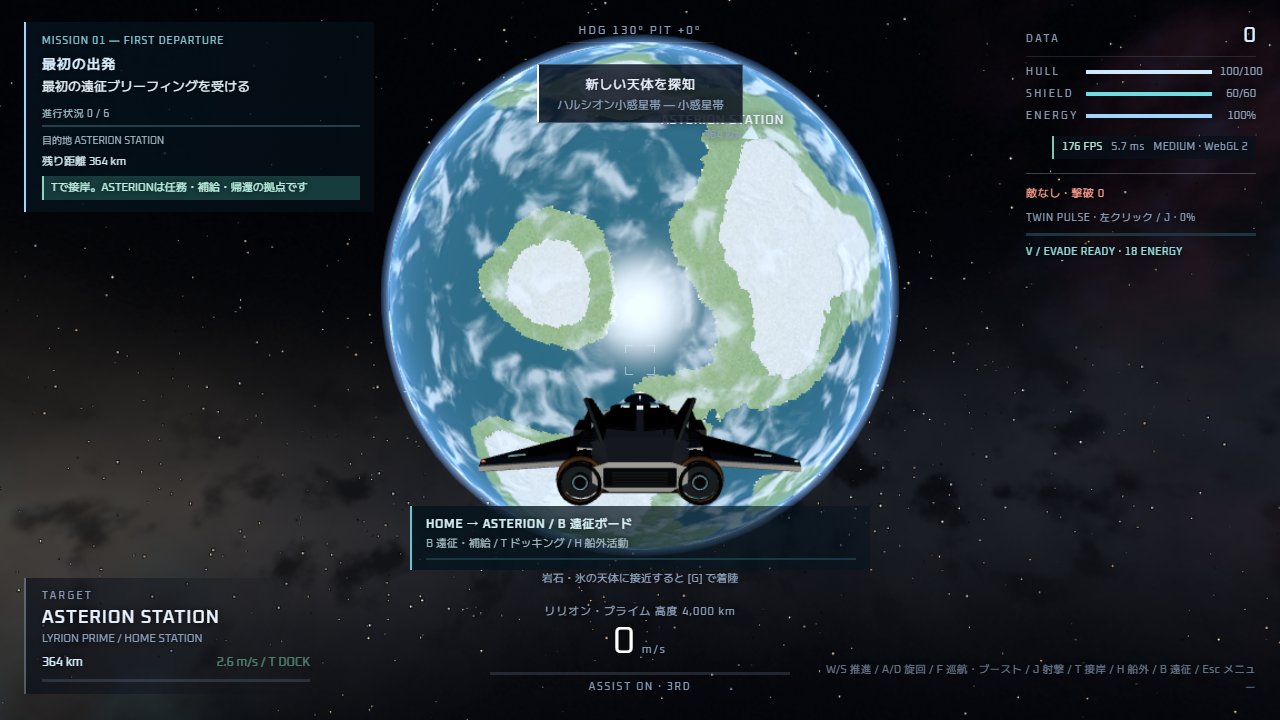 MISSION 01 — FIRST DEPARTURE
最初の出発
最初の遠征ブリーフィングを受ける
進行状況 0 / 6
目的地 ASTERION STATION
残り距離 364 km
Tで接岸。ASTERIONは任務・補給・帰還の拠点です
HDG 130° PIT +0°
新しい天体を探知
ハルシオン小惑星帯 — 小惑星帯
ASTERION STATION
DATA 0
HULL 100/100
SHIELD 60/60
ENERGY 100%
176 FPS 5.7 ms MEDIUM · WebGL 2
敵なし · 撃破 0
TWIN PULSE · 左クリック / J · 0%
V / EVADE READY · 18 ENERGY
HOME → ASTERION / B 遠征ボード
B 遠征・補給 / T ドッキング / H 船外活動
岩石・氷の天体に接近すると [G] で着陸
リリオン・プライム 高度 4,000 km
0 m/s
ASSIST ON · 3RD
TARGET
ASTERION STATION
LYRION PRIME / HOME STATION
364 km 2.6 m/s / T DOCK
W/S 推進 / A/D 旋回 / F 巡航・ブースト / J 射撃 / T 接岸 / H 船外 / B 遠征 / Esc メニュ
ー